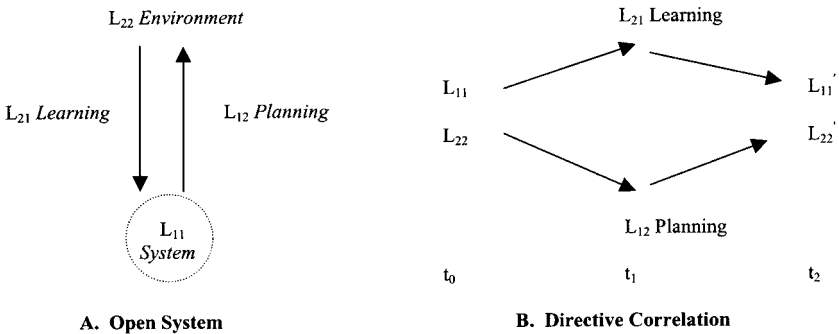 L₂₂ Environment
L₂₁ Learning
L₁₂ Planning
L₁₁
System
A. Open System
L₂₁ Learning
L₁₁
L₁₁′
L₂₂
L₂₂′
L₁₂ Planning
t₀
t₁
t₂
B. Directive Correlation